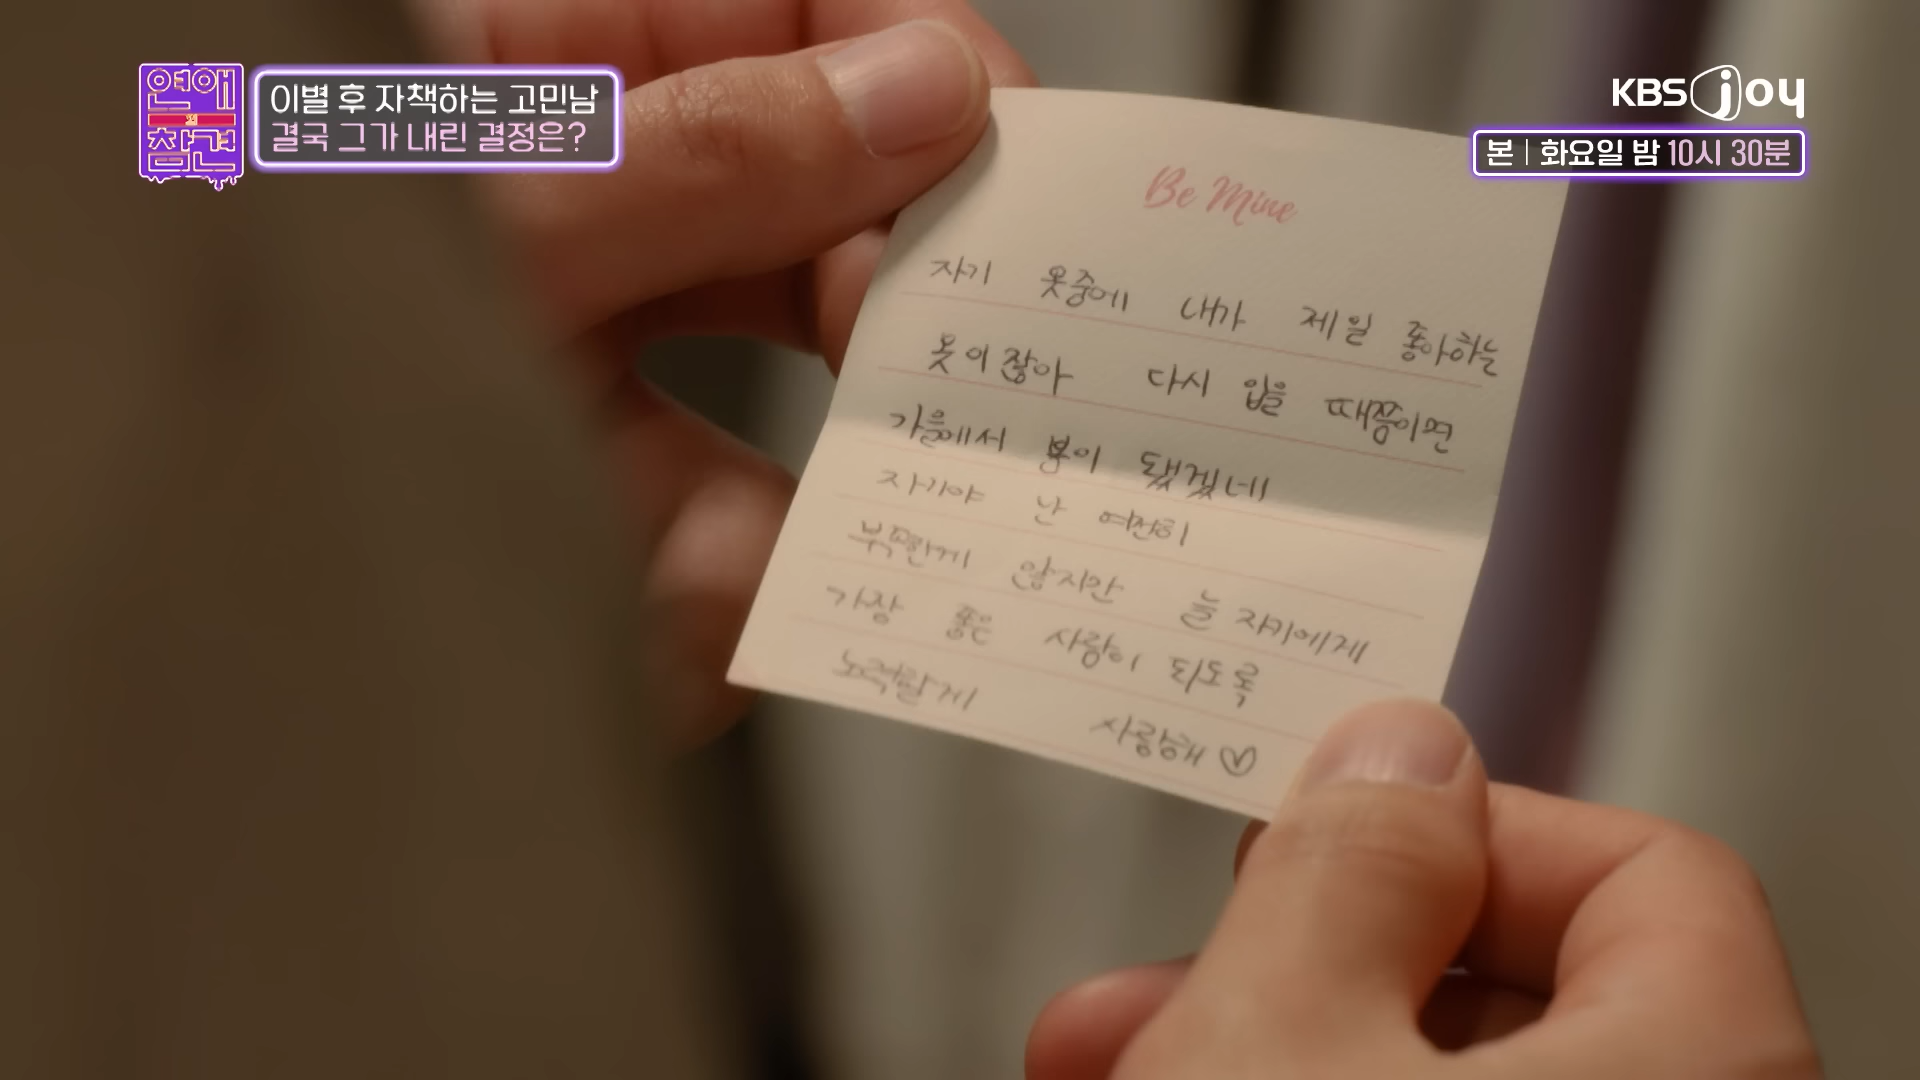 연애의
참견
이별 후 자책하는 고민남
결국 그가 내린 결정은?
KBS joy
본 | 화요일 밤 10시 30분
Be Mine
자기 옷중에 내가 제일 좋아하는
옷이잖아 다시 입을 때쯤이면
가을에서 봄이 됐겠네
자기야 난 여전히
부족한게 많지만 늘 자기에게
가장 좋은 사람이 되도록
노력할게 사랑해♡